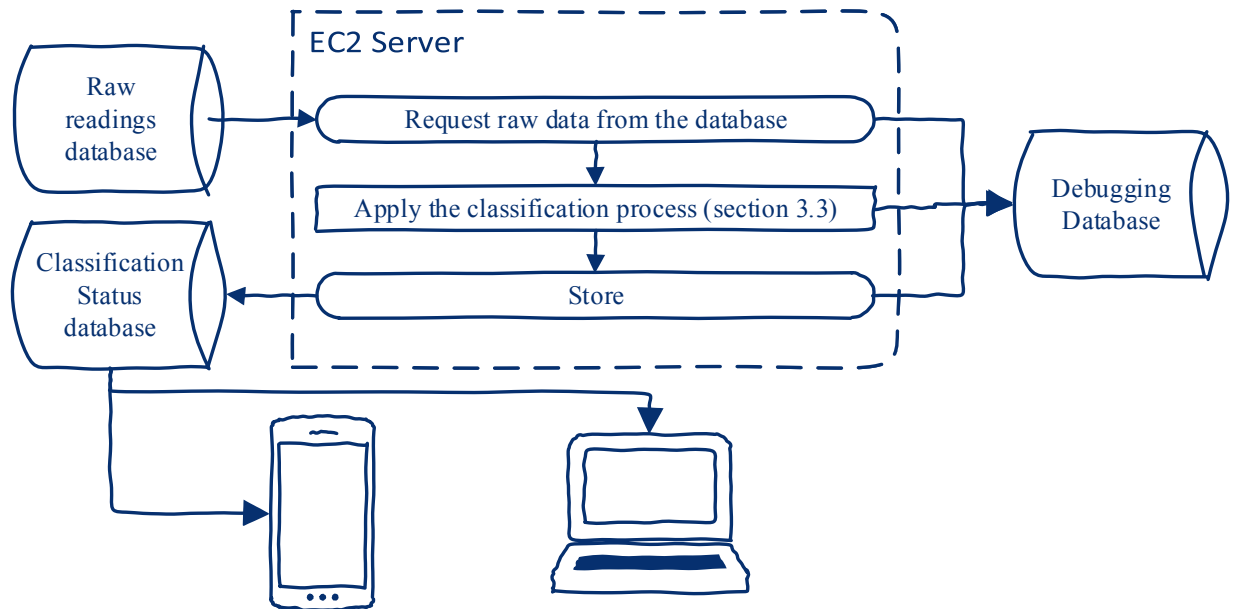 EC2 Server
Raw
readings
database
Request raw data from the database
Apply the classification process (section 3.3)
Debugging
Database
Classification
Status
database
Store